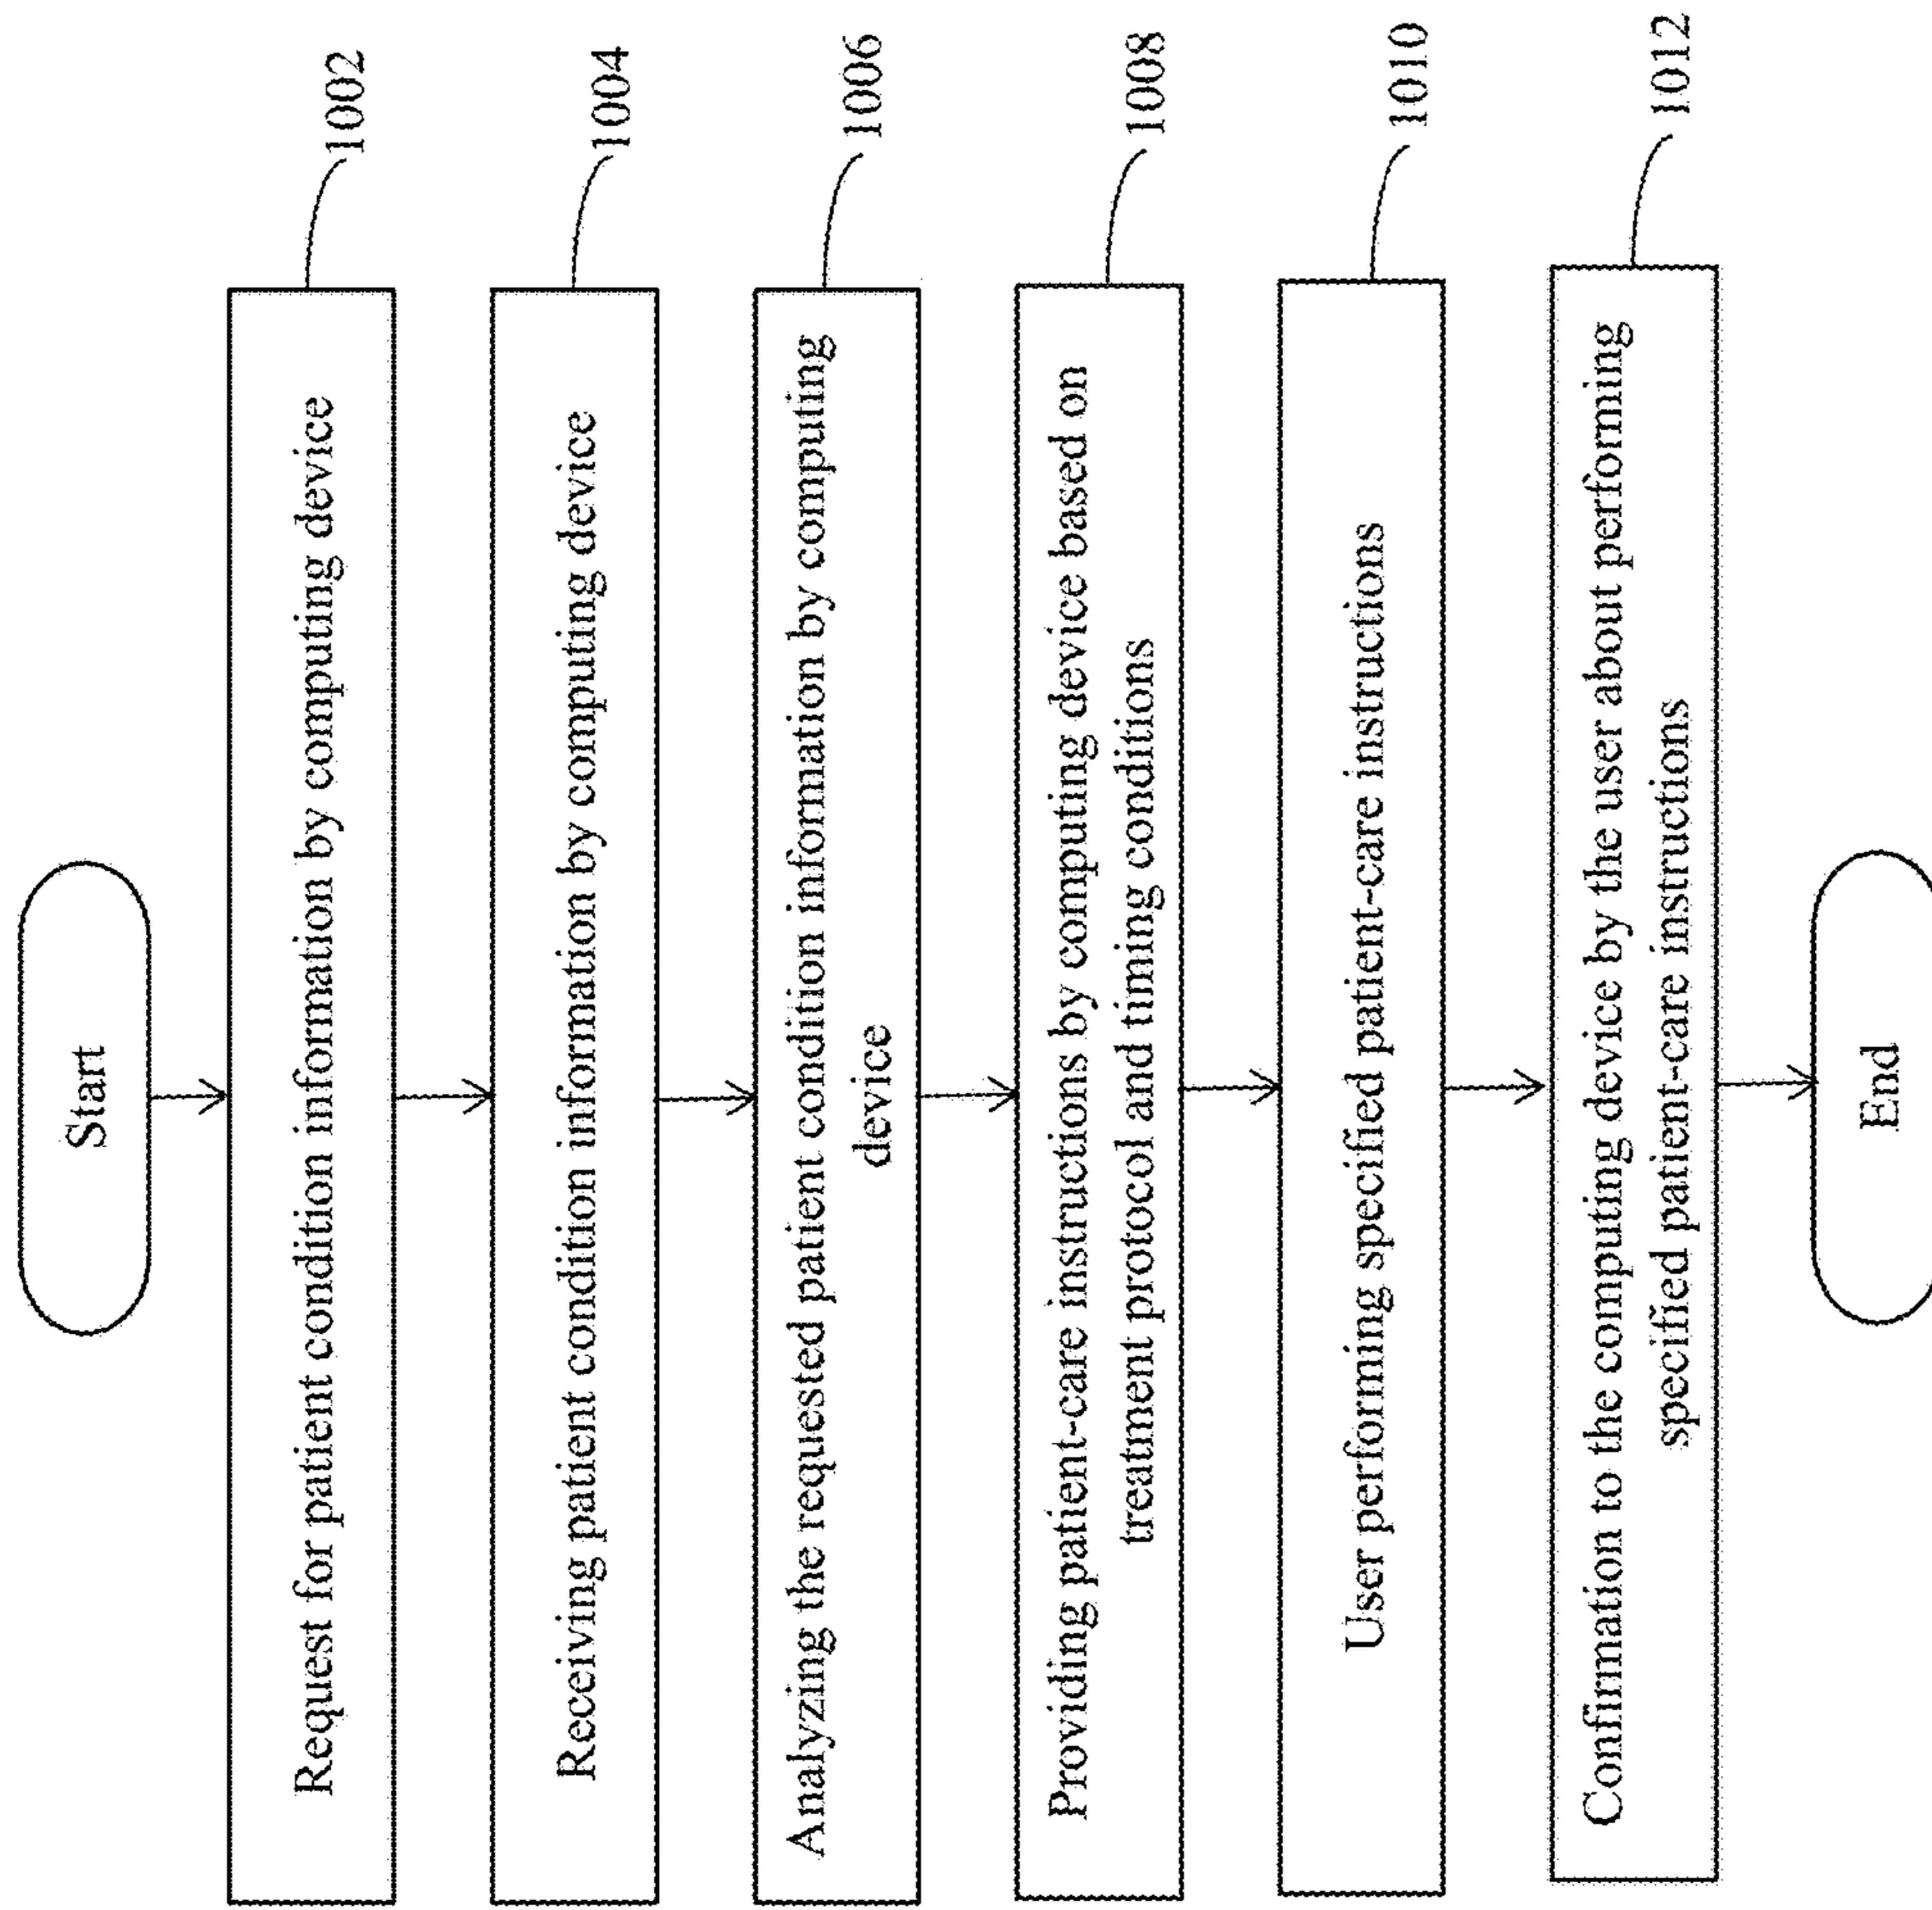 Start
Request for patient condition information by computing device
1002
Receiving patient condition information by computing device
1004
Analyzing the requested patient condition information by computing
device
1006
Providing patient-care instructions by computing device based on
treatment protocol and timing conditions
1008
User performing specified patient-care instructions
1010
Confirmation to the computing device by the user about performing
specified patient-care instructions
1012
End